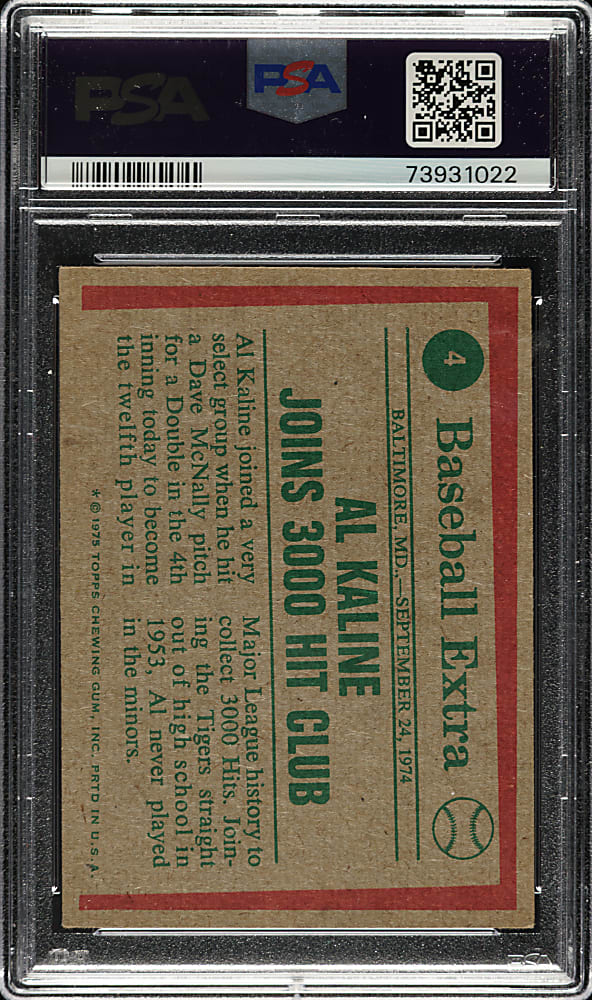 PSA
PSA
73931022
4
Baseball Extra
BALTIMORE, MD.,—SEPTEMBER 24, 1974
AL KALINE
JOINS 3000 HIT CLUB
Al Kaline joined a very
select group when he hit
a Dave McNally pitch
for a Double in the 4th
inning today to become
the twelfth player in
Major League history to
collect 3000 Hits. Join-
ing the Tigers straight
out of high school in
1953, Al never played
in the minors.
* © 1975 TOPPS CHEWING GUM, INC. PRTD IN U.S.A.
PSA